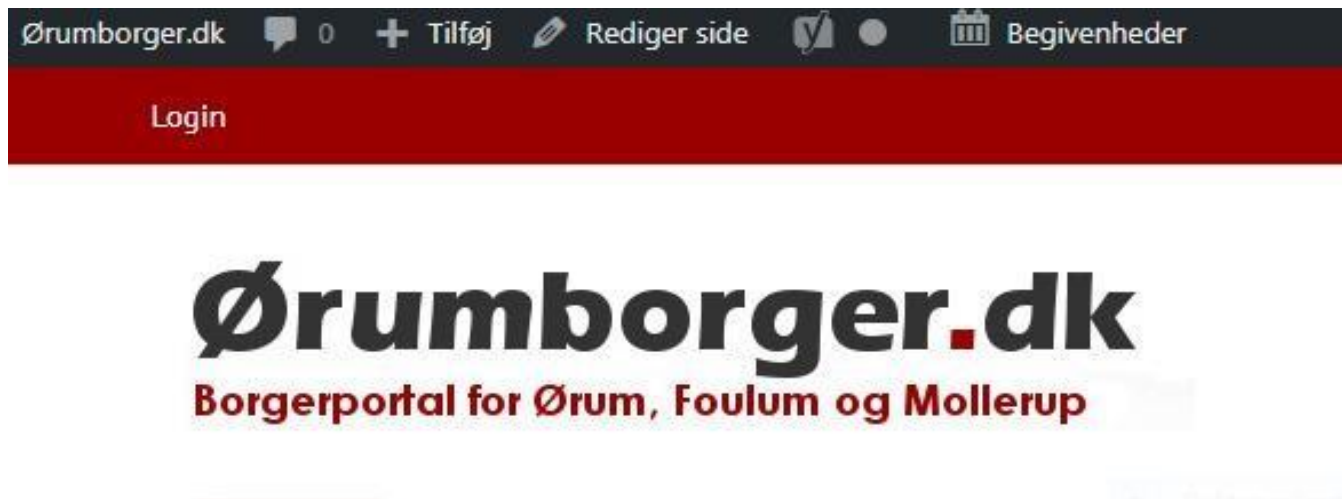 Ørumborger.dk 0 Tilføj Rediger side Begivenheder
Login
Ørumborger.dk
Borgerportal for Ørum, Foulum og Mollerup